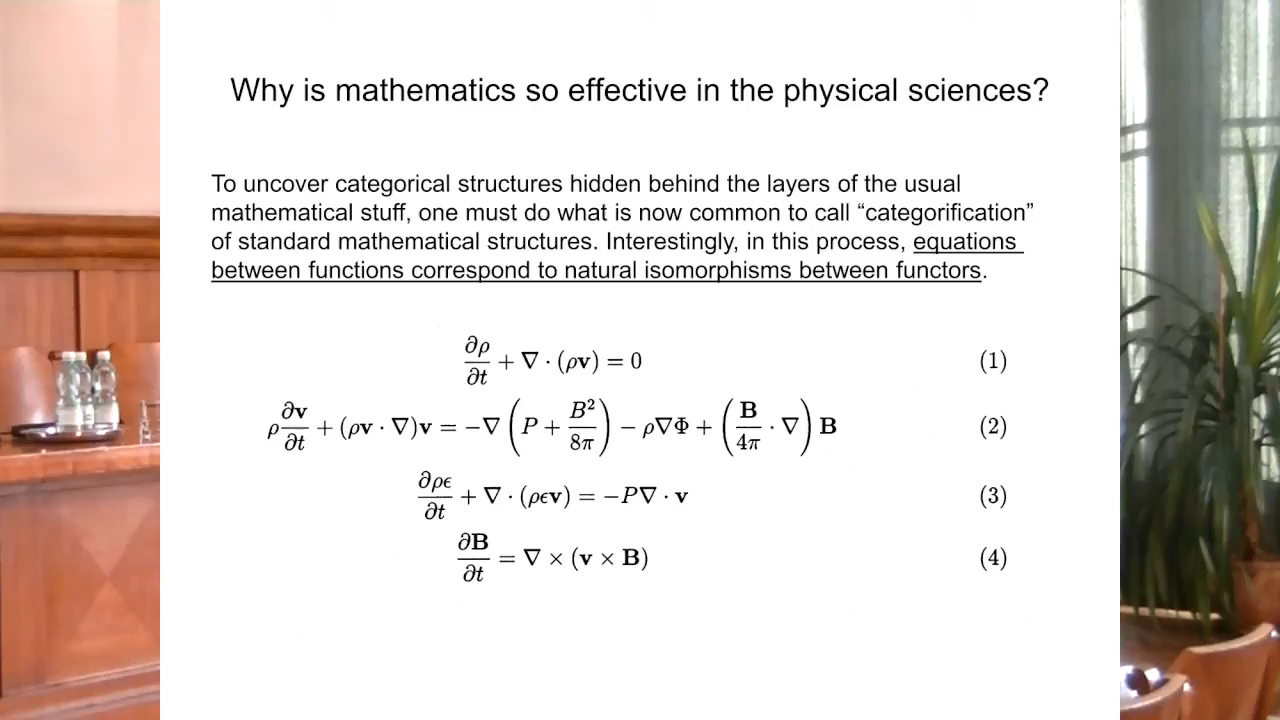 Why is mathematics so effective in the physical sciences?
To uncover categorical structures hidden behind the layers of the usual
mathematical stuff, one must do what is now common to call “categorification”
of standard mathematical structures. Interestingly, in this process, equations
between functions correspond to natural isomorphisms between functors.
∂ρ/∂t + ∇ · (ρv) = 0 (1)
ρ ∂v/∂t + (ρv · ∇)v = −∇ (P + B²/8π) − ρ∇Φ + (B/4π · ∇) B (2)
∂ρϵ/∂t + ∇ · (ρϵv) = −P∇ · v (3)
∂B/∂t = ∇ × (v × B) (4)